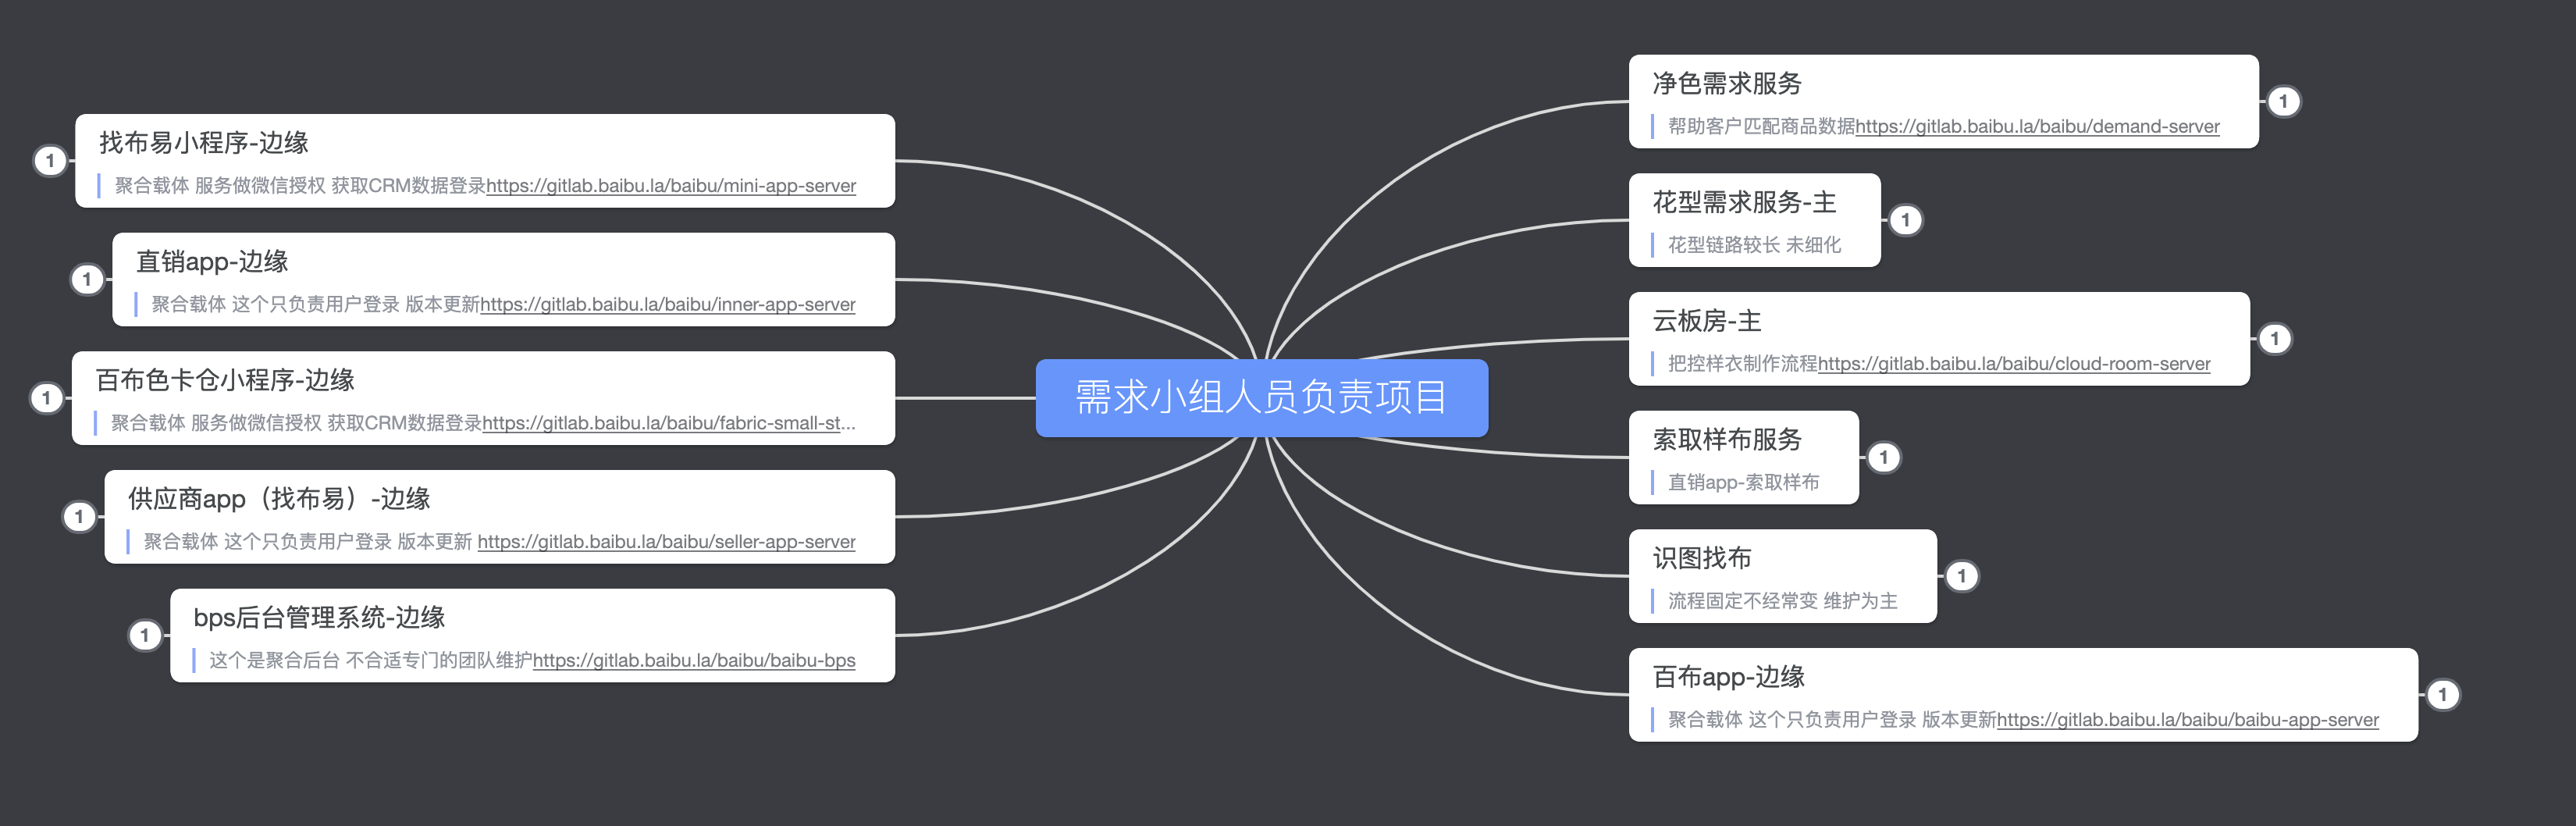 需求小组人员负责项目
净色需求服务
帮助客户匹配商品数据https://gitlab.baibu.la/baibu/demand-server
1
花型需求服务-主
花型链路较长 未细化
1
云板房-主
把控样衣制作流程https://gitlab.baibu.la/baibu/cloud-room-server
1
索取样布服务
直销app-索取样布
1
识图找布
流程固定不经常变 维护为主
1
百布app-边缘
聚合载体 这个只负责用户登录 版本更新https://gitlab.baibu.la/baibu/baibu-app-server
1
找布易小程序-边缘
聚合载体 服务做微信授权 获取CRM数据登录https://gitlab.baibu.la/baibu/mini-app-server
1
直销app-边缘
聚合载体 这个只负责用户登录 版本更新https://gitlab.baibu.la/baibu/inner-app-server
1
百布色卡仓小程序-边缘
聚合载体 服务做微信授权 获取CRM数据登录https://gitlab.baibu.la/baibu/fabric-small-st...
1
供应商app（找布易）-边缘
聚合载体 这个只负责用户登录 版本更新 https://gitlab.baibu.la/baibu/seller-app-server
1
bps后台管理系统-边缘
这个是聚合后台 不合适专门的团队维护https://gitlab.baibu.la/baibu/baibu-bps
1